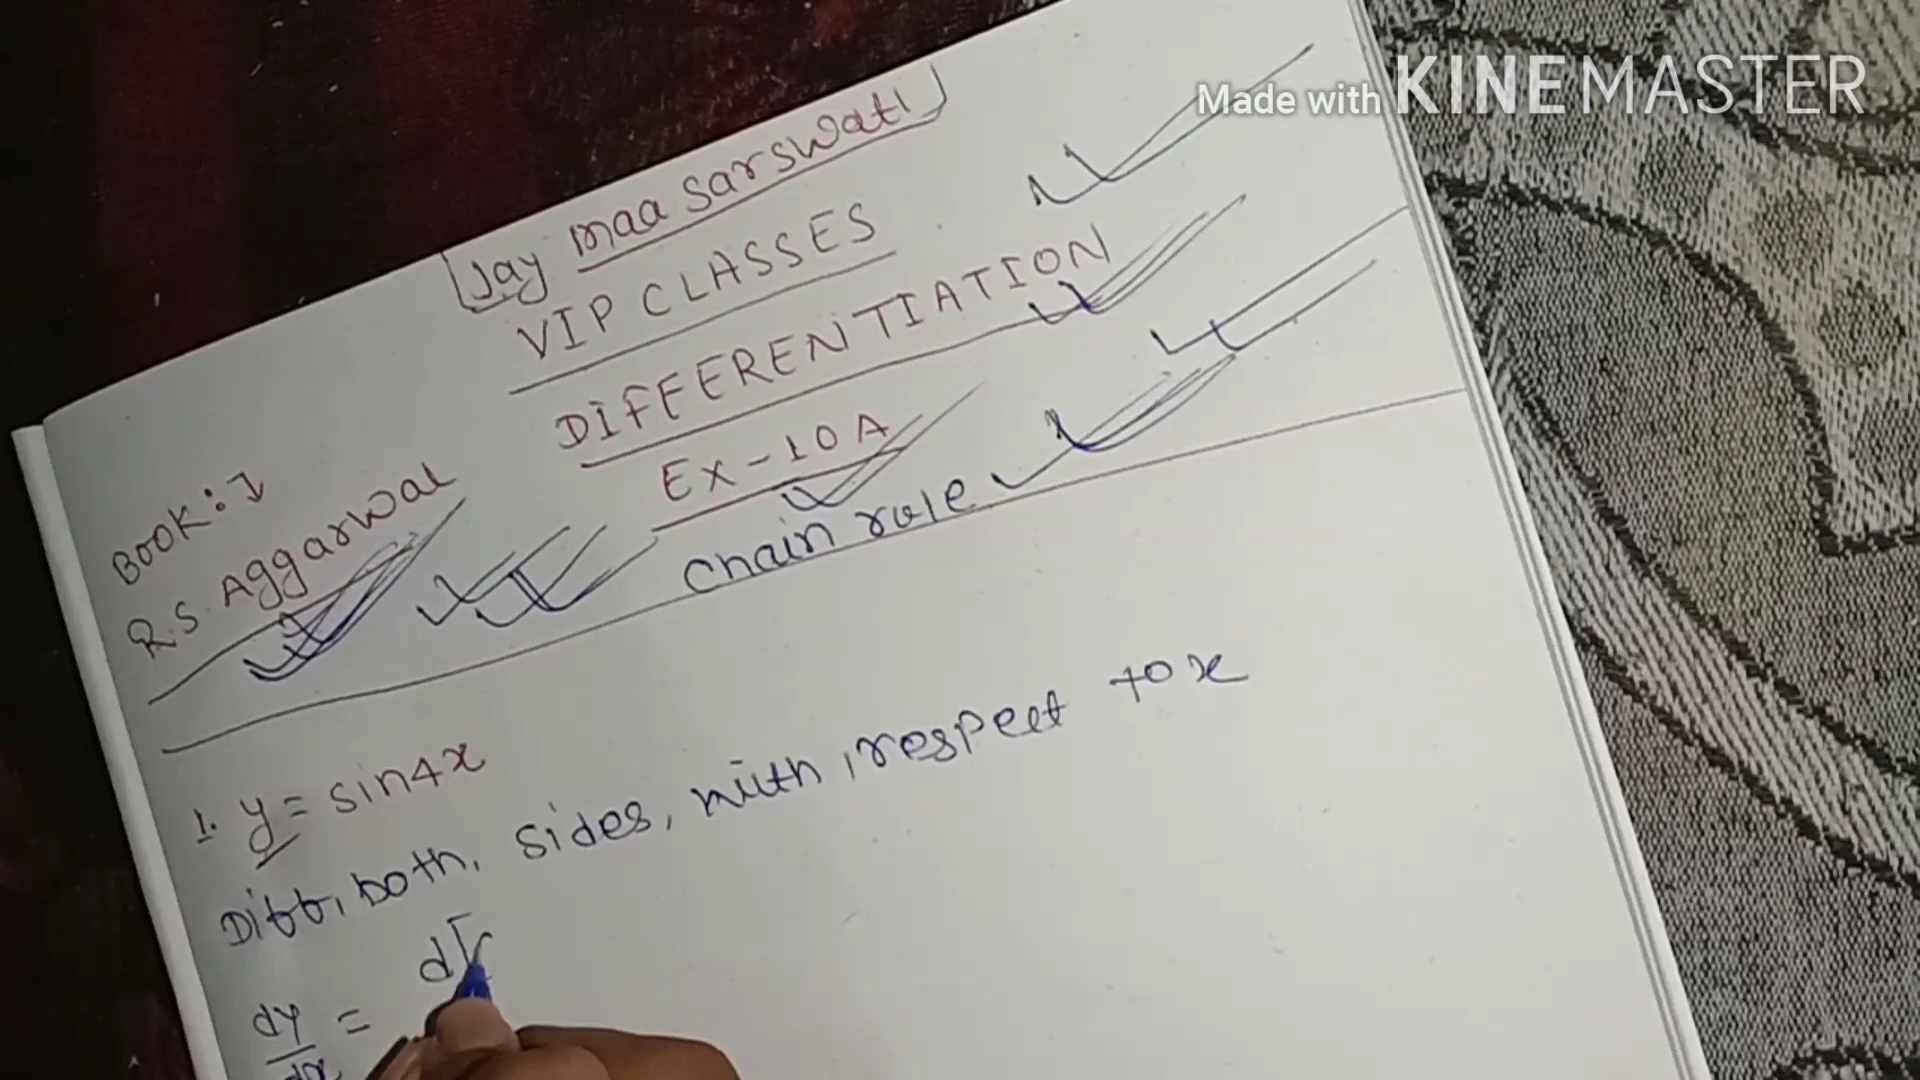 Made with KINEMASTER
Jay maa Sarswati
VIP CLASSES
DIFFERENTIATION
Ex-10A
BOOK:
R.S. Aggarwal
Chain rule
1. y = sin4x
Diff, both, sides, with, respect to x
dy/dx = d[